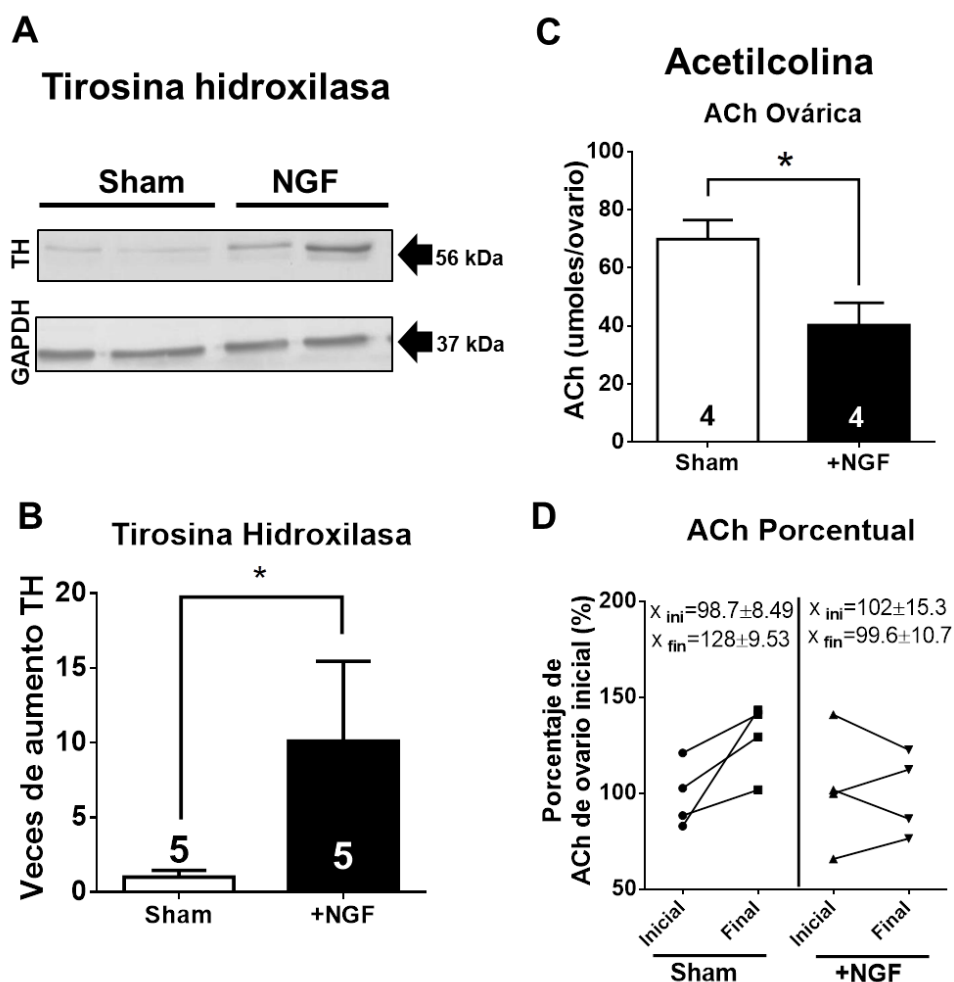 A
Tirosina hidroxilasa
Sham NGF
TH
56 kDa
GAPDH
37 kDa
B
Tirosina Hidroxilasa
*
Veces de aumento TH
20
15
10
5
0
5
5
Sham +NGF
C
Acetilcolina
ACh Ovárica
*
ACh (umoles/ovario)
100
80
60
40
20
0
4
4
Sham +NGF
D
ACh Porcentual
Porcentaje de
ACh de ovario inicial (%)
200
150
100
50
X ini=98.7±8.49
X fin=128±9.53
X ini=102±15.3
X fin=99.6±10.7
Inicial Final Inicial Final
Sham +NGF